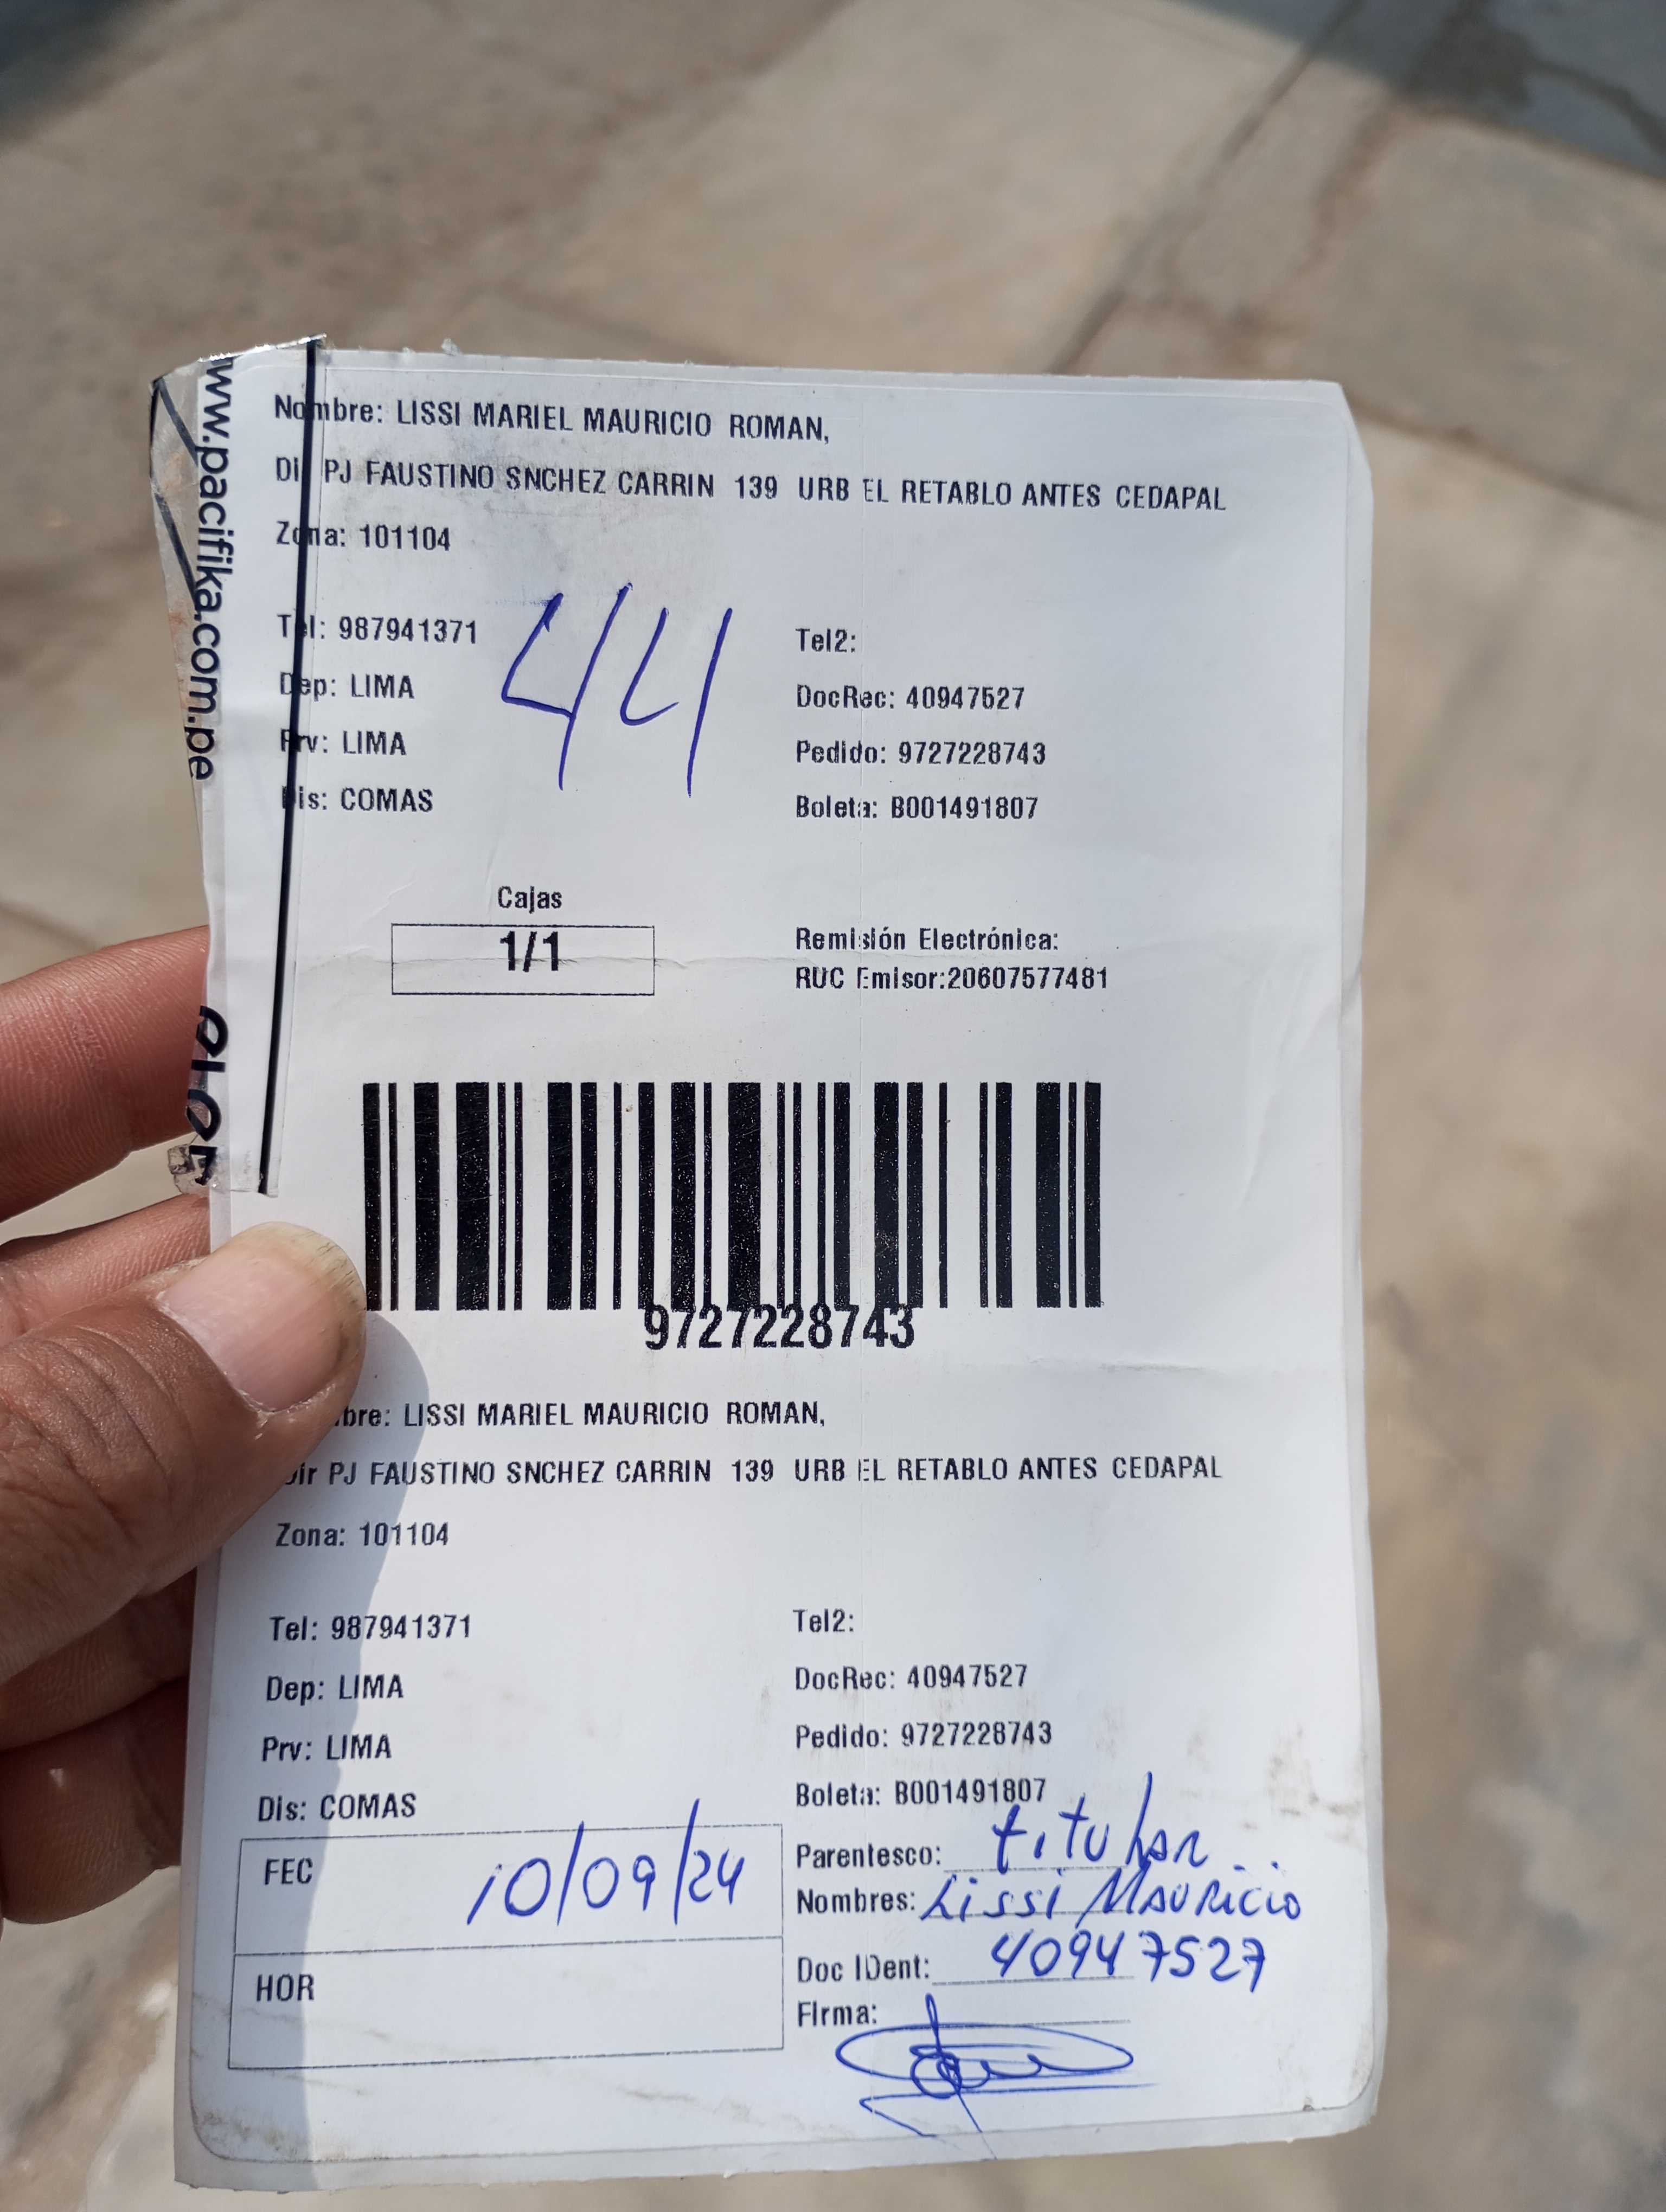 www.pacifika.com.pe
Nombre: LISSI MARIEL MAURICIO ROMAN,
Dir PJ FAUSTINO SNCHEZ CARRIN 139 URB EL RETABLO ANTES CEDAPAL
Zona: 101104
44
Tel: 987941371 Tel2:
Dep: LIMA DocRec: 40947527
Prv: LIMA Pedido: 9727228743
Dis: COMAS Boleta: B001491807
Cajas
1/1
Remisión Electrónica:
RUC Emisor:20607577481
9727228743
bre: LISSI MARIEL MAURICIO ROMAN,
Dir PJ FAUSTINO SNCHEZ CARRIN 139 URB EL RETABLO ANTES CEDAPAL
Zona: 101104
Tel: 987941371 Tel2:
Dep: LIMA DocRec: 40947527
Prv: LIMA Pedido: 9727228743
Dis: COMAS Boleta: B001491807
FEC 10/09/24
Parentesco: titular
Nombres: Lissi Mauricio
HOR
Doc IDent: 40947527
Firma: